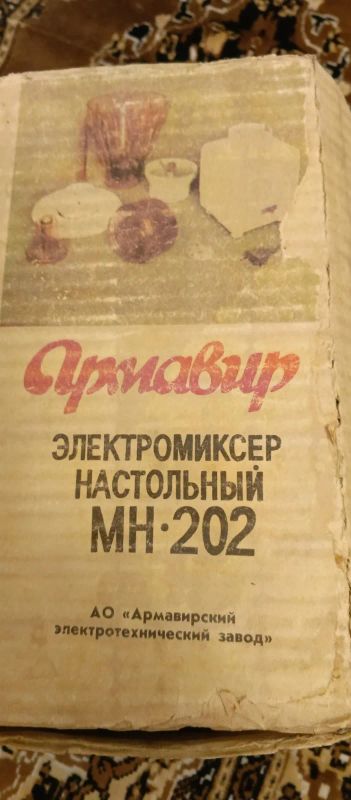 Армавир
ЭЛЕКТРОМИКСЕР
НАСТОЛЬНЫЙ
МН·202
АО «Армавирский
электротехнический завод»